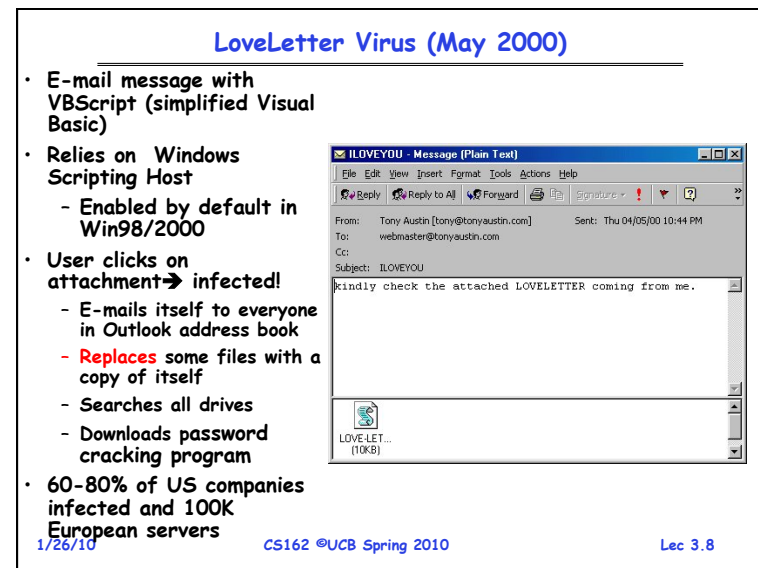 LoveLetter Virus (May 2000)
• E-mail message with
VBScript (simplified Visual
Basic)
• Relies on Windows
Scripting Host
– Enabled by default in
Win98/2000
• User clicks on
attachment➔ infected!
– E-mails itself to everyone
in Outlook address book
– Replaces some files with a
copy of itself
– Searches all drives
– Downloads password
cracking program
• 60-80% of US companies
infected and 100K
European servers
ILOVEYOU - Message (Plain Text)
File Edit View Insert Format Tools Actions Help
Reply Reply to All Forward Signature
From: Tony Austin [tony@tonyaustin.com] Sent: Thu 04/05/00 10:44 PM
To: webmaster@tonyaustin.com
Cc:
Subject: ILOVEYOU
kindly check the attached LOVELETTER coming from me.
LOVE-LET...
(10KB)
1/26/10 CS162 ©UCB Spring 2010 Lec 3.8